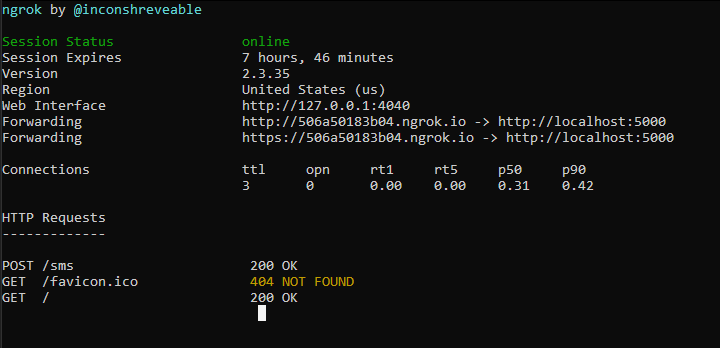 ngrok by @inconshreveable
Session Status online
Session Expires 7 hours, 46 minutes
Version 2.3.35
Region United States (us)
Web Interface http://127.0.0.1:4040
Forwarding http://506a50183b04.ngrok.io -> http://localhost:5000
Forwarding https://506a50183b04.ngrok.io -> http://localhost:5000
Connections ttl opn rt1 rt5 p50 p90
3 0 0.00 0.00 0.31 0.42
HTTP Requests
-------------
POST /sms 200 OK
GET /favicon.ico 404 NOT FOUND
GET / 200 OK